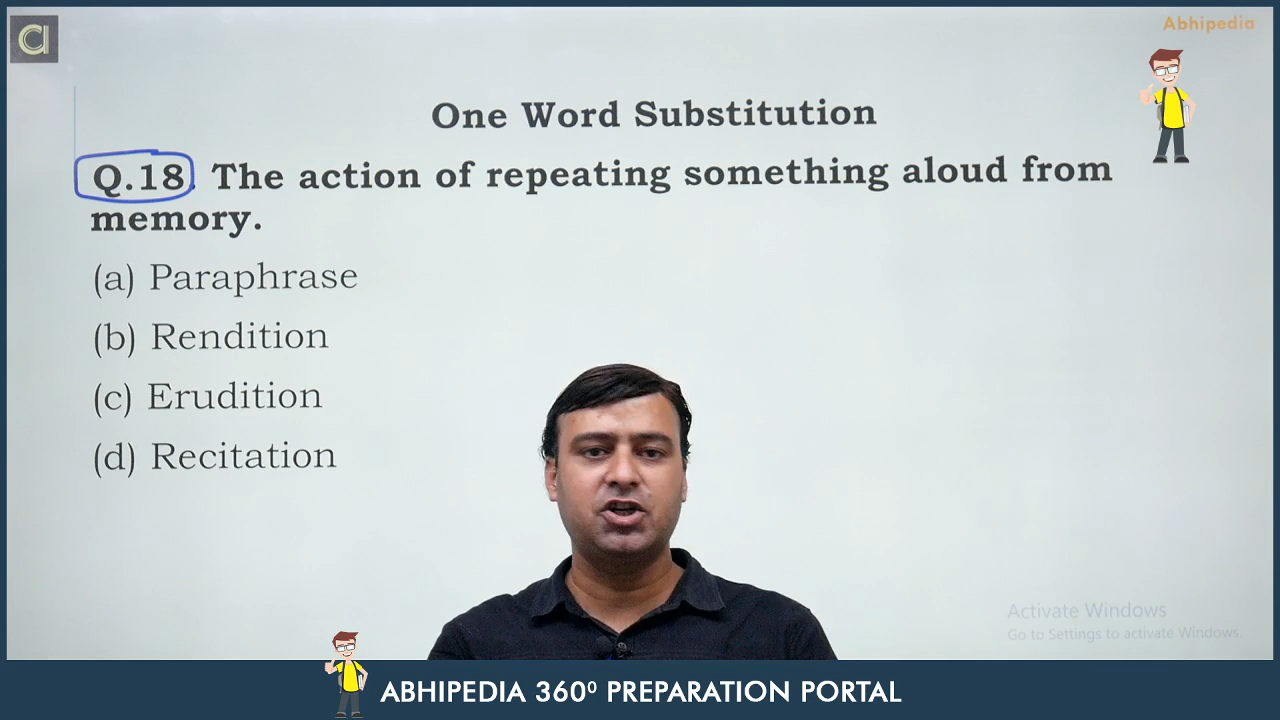 Abhipedia
One Word Substitution
Q.18. The action of repeating something aloud from
memory.
(a) Paraphrase
(b) Rendition
(c) Erudition
(d) Recitation
Activate Windows
Go to Settings to activate Windows.
ABHIPEDIA 360⁰ PREPARATION PORTAL